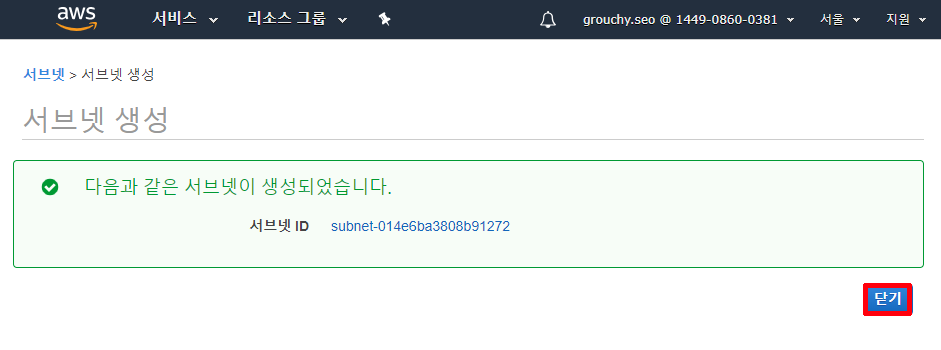 aws 서비스 리소스 그룹 grouchy.seo @ 1449-0860-0381 서울 지원
서브넷 > 서브넷 생성
서브넷 생성
다음과 같은 서브넷이 생성되었습니다.
서브넷 ID subnet-014e6ba3808b91272
닫기